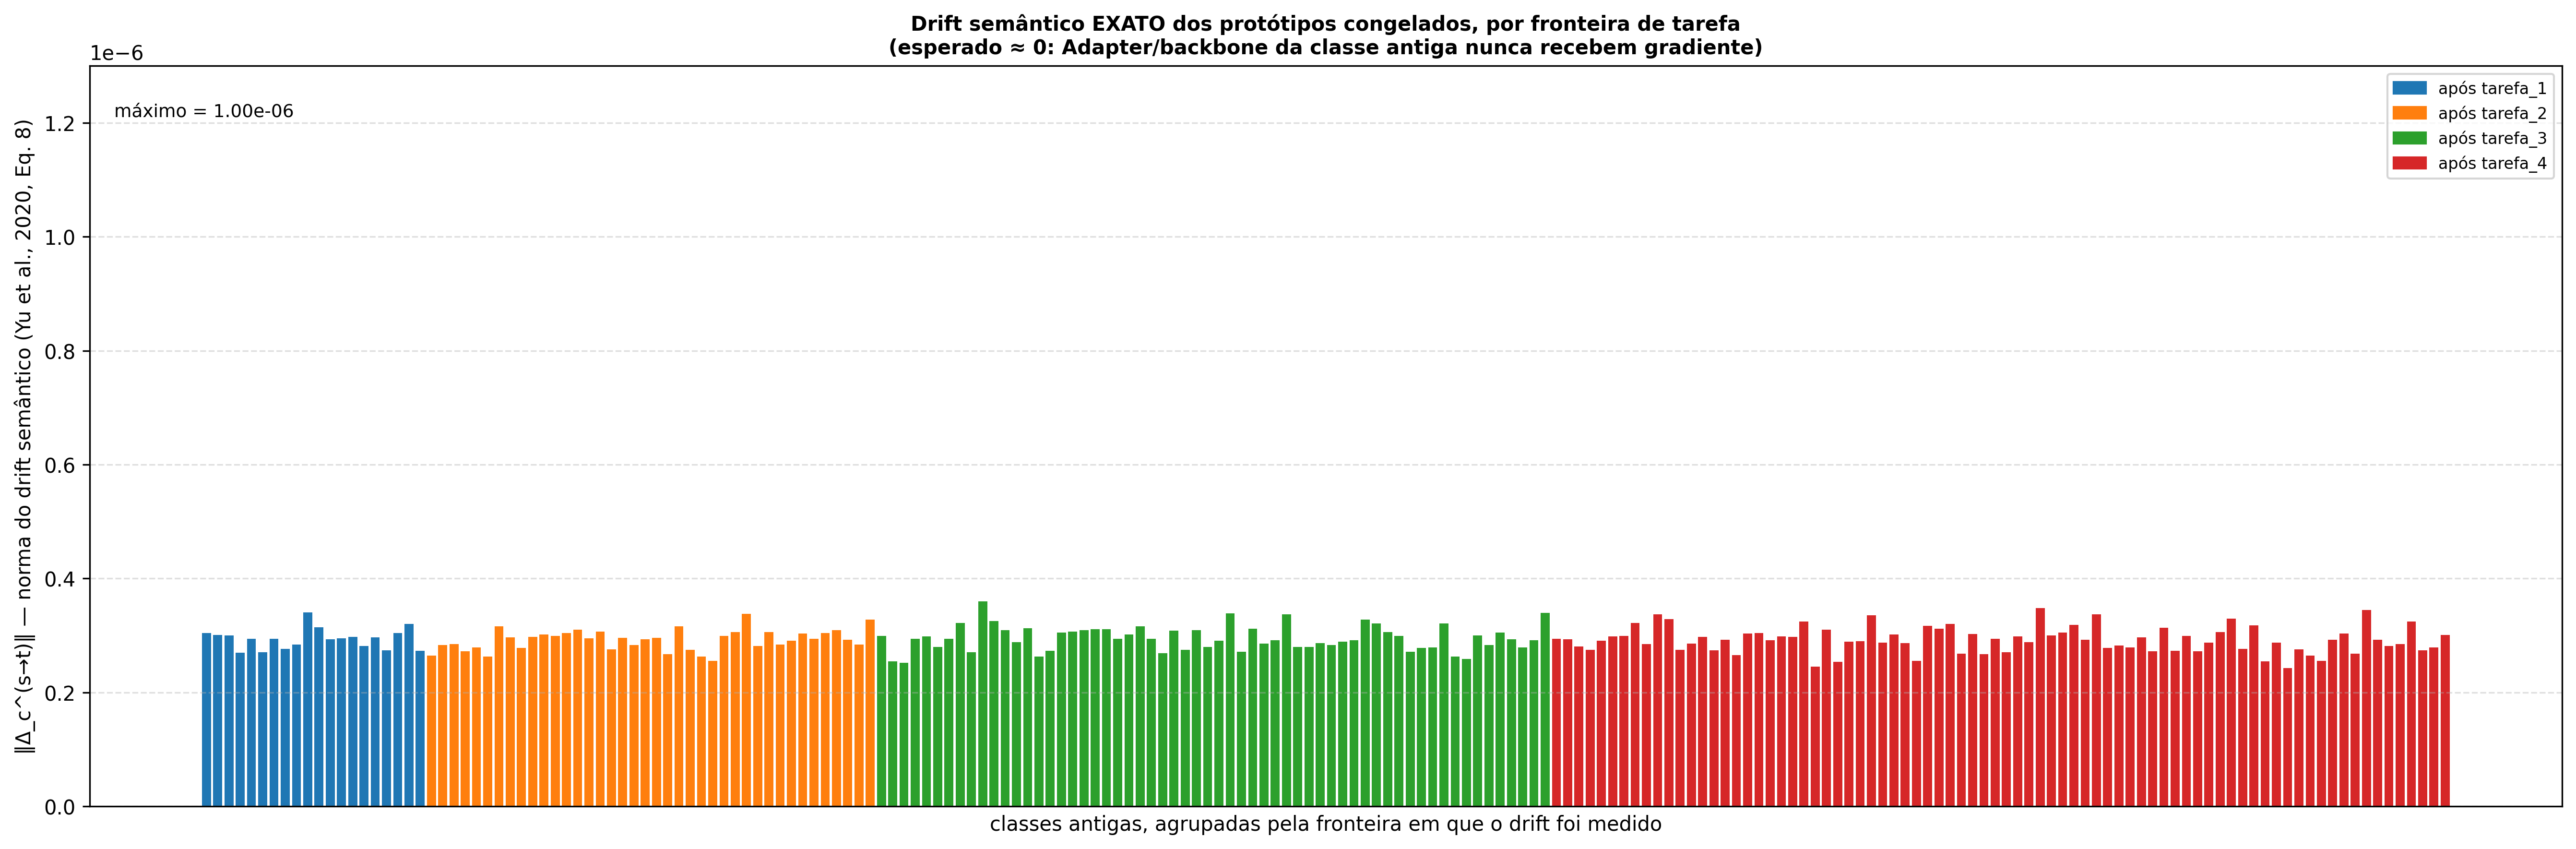 Drift semântico EXATO dos protótipos congelados, por fronteira de tarefa
(esperado ≈ 0: Adapter/backbone da classe antiga nunca recebem gradiente)
1e−6
máximo = 1.00e-06
após tarefa_1
após tarefa_2
após tarefa_3
após tarefa_4
1.2
1.0
0.8
0.6
0.4
0.2
0.0
‖Δ_c^(s→t)‖ — norma do drift semântico (Yu et al., 2020, Eq. 8)
classes antigas, agrupadas pela fronteira em que o drift foi medido